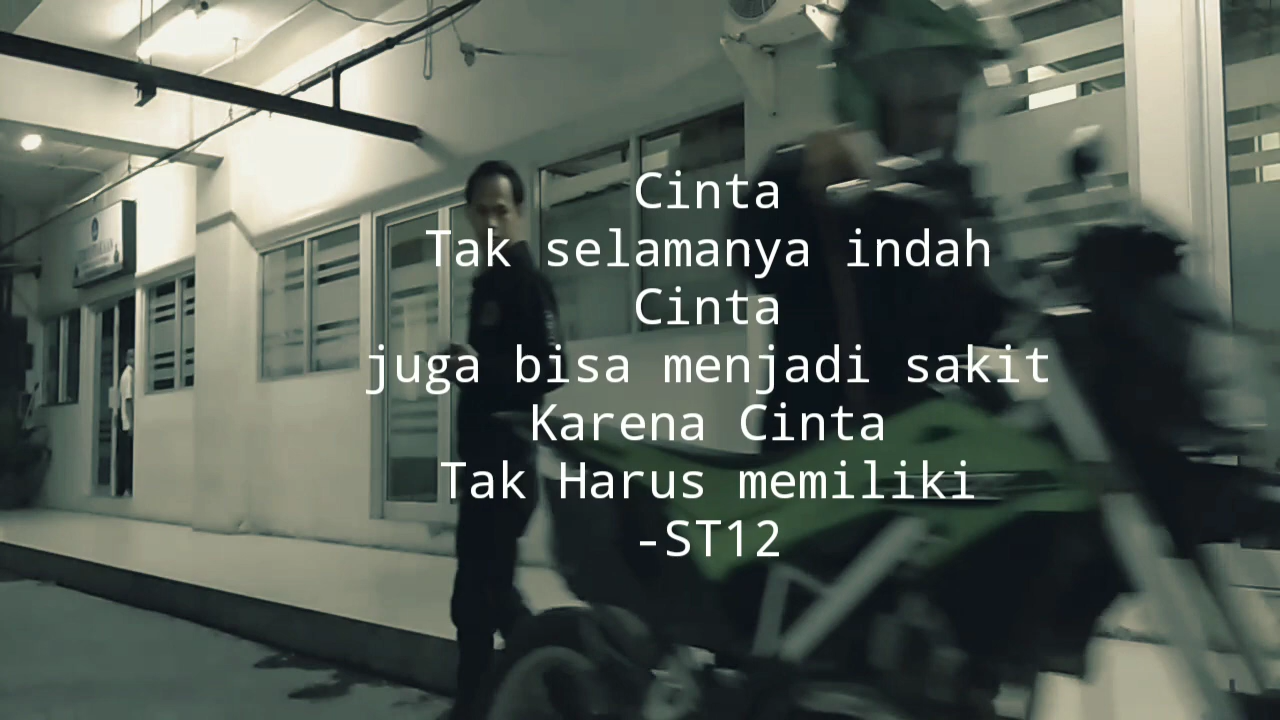 Cinta
Tak selamanya indah
Cinta
juga bisa menjadi sakit
Karena Cinta
Tak Harus memiliki
-ST12